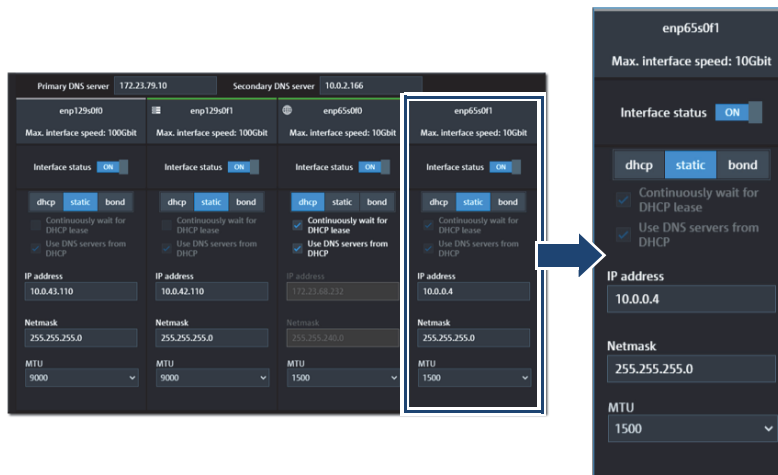 Primary DNS server 172.23.79.10 Secondary DNS server 10.0.2.166
enp129s0f0
Max. interface speed: 100Gbit
Interface status ON
dhcp static bond
Continuously wait for
DHCP lease
Use DNS servers from
DHCP
IP address
10.0.43.110
Netmask
255.255.255.0
MTU
9000
enp129s0f1
Max. interface speed: 100Gbit
Interface status ON
dhcp static bond
Continuously wait for
DHCP lease
Use DNS servers from
DHCP
IP address
10.0.42.110
Netmask
255.255.255.0
MTU
9000
enp65s0f0
Max. interface speed: 10Gbit
Interface status ON
dhcp static bond
Continuously wait for
DHCP lease
Use DNS servers from
DHCP
IP address
172.23.68.232
Netmask
255.255.240.0
MTU
1500
enp65s0f1
Max. interface speed: 10Gbit
Interface status ON
dhcp static bond
Continuously wait for
DHCP lease
Use DNS servers from
DHCP
IP address
10.0.0.4
Netmask
255.255.255.0
MTU
1500
enp65s0f1
Max. interface speed: 10Gbit
Interface status ON
dhcp static bond
Continuously wait for
DHCP lease
Use DNS servers from
DHCP
IP address
10.0.0.4
Netmask
255.255.255.0
MTU
1500